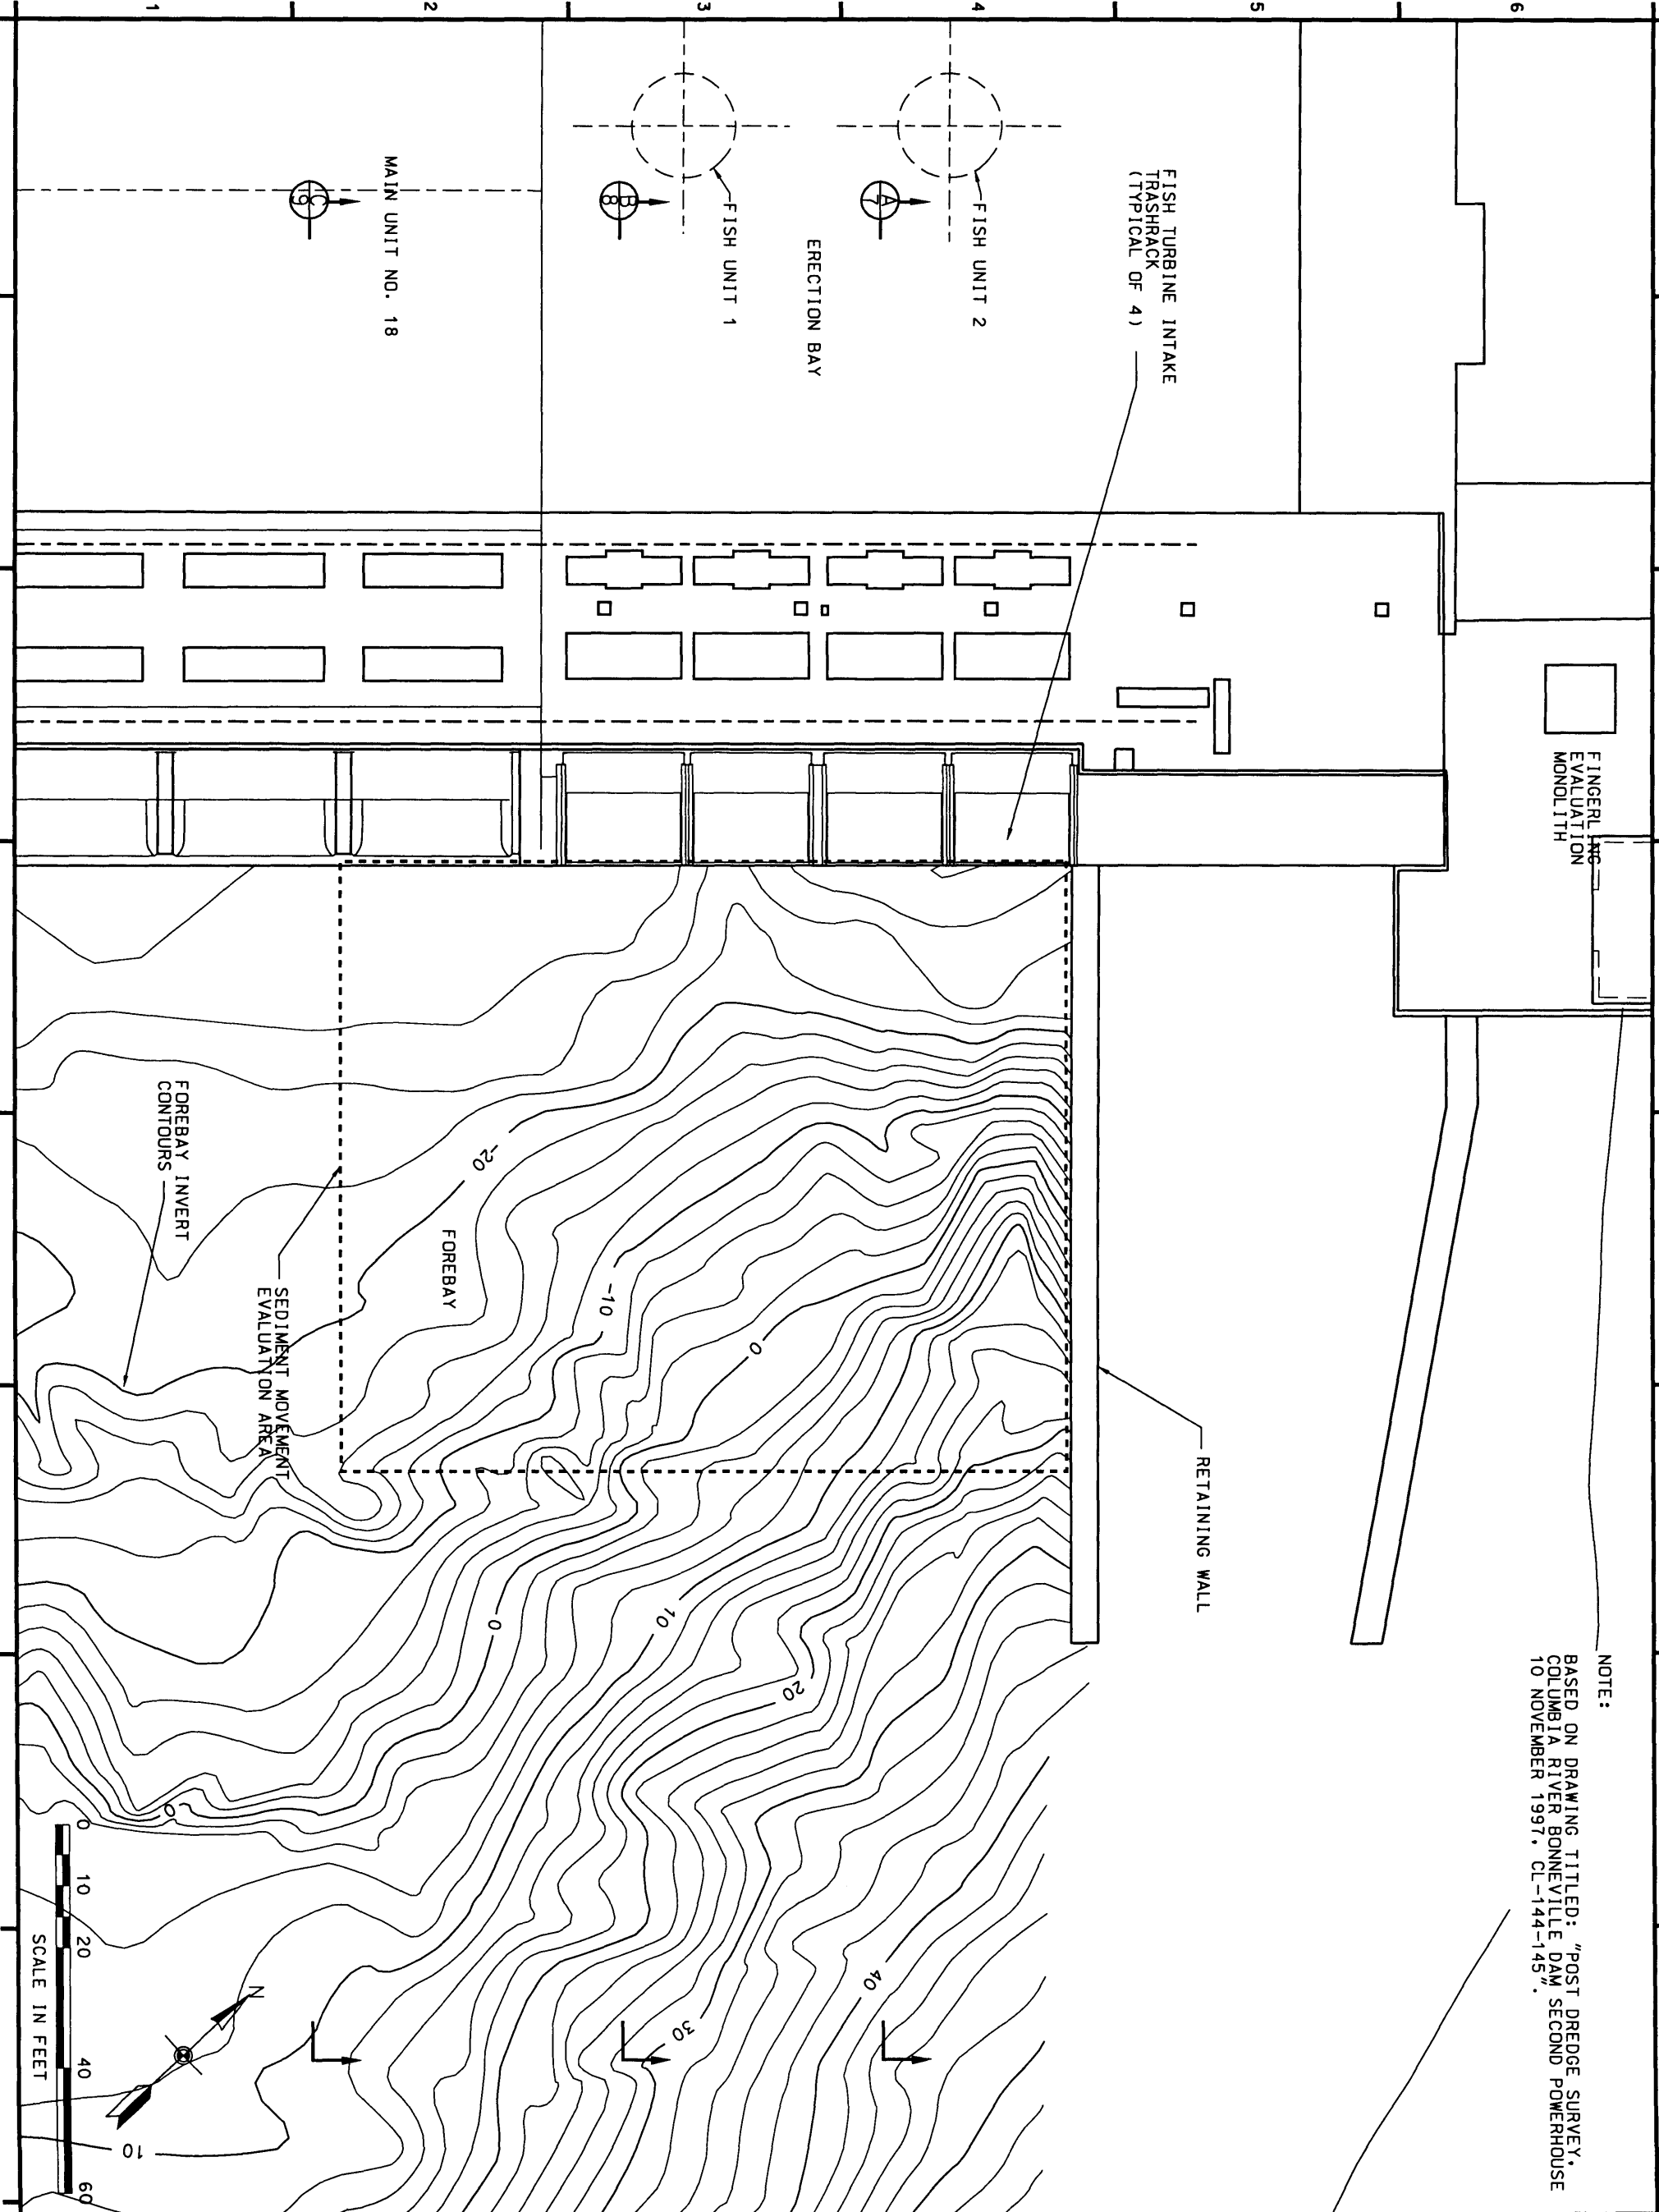 1
2
3
4
5
6
FISH TURBINE INTAKE
TRASHRACK
(TYPICAL OF 4)
FISH UNIT 2
A
7
ERECTION BAY
FISH UNIT 1
B
8
MAIN UNIT NO. 18
C
9
FINGERLING
EVALUATION
MONOLITH
NOTE:
BASED ON DRAWING TITLED: "POST DREDGE SURVEY,
COLUMBIA RIVER BONNEVILLE DAM SECOND POWERHOUSE
10 NOVEMBER 1997, CL-144-145".
RETAINING WALL
FOREBAY
SEDIMENT MOVEMENT
EVALUATION AREA
FOREBAY INVERT
CONTOURS
-20
-10
0
0
10
20
30
40
0
10
N
0
10
20
40
60
SCALE IN FEET